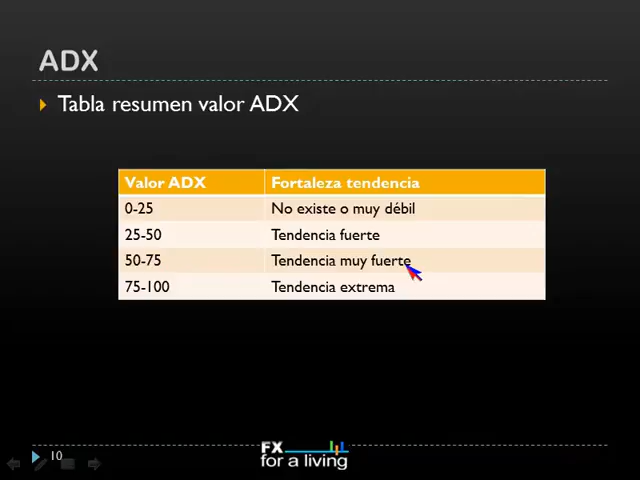 ADX
Tabla resumen valor ADX
Valor ADX Fortaleza tendencia
0-25 No existe o muy débil
25-50 Tendencia fuerte
50-75 Tendencia muy fuerte
75-100 Tendencia extrema
10
FX
for a living